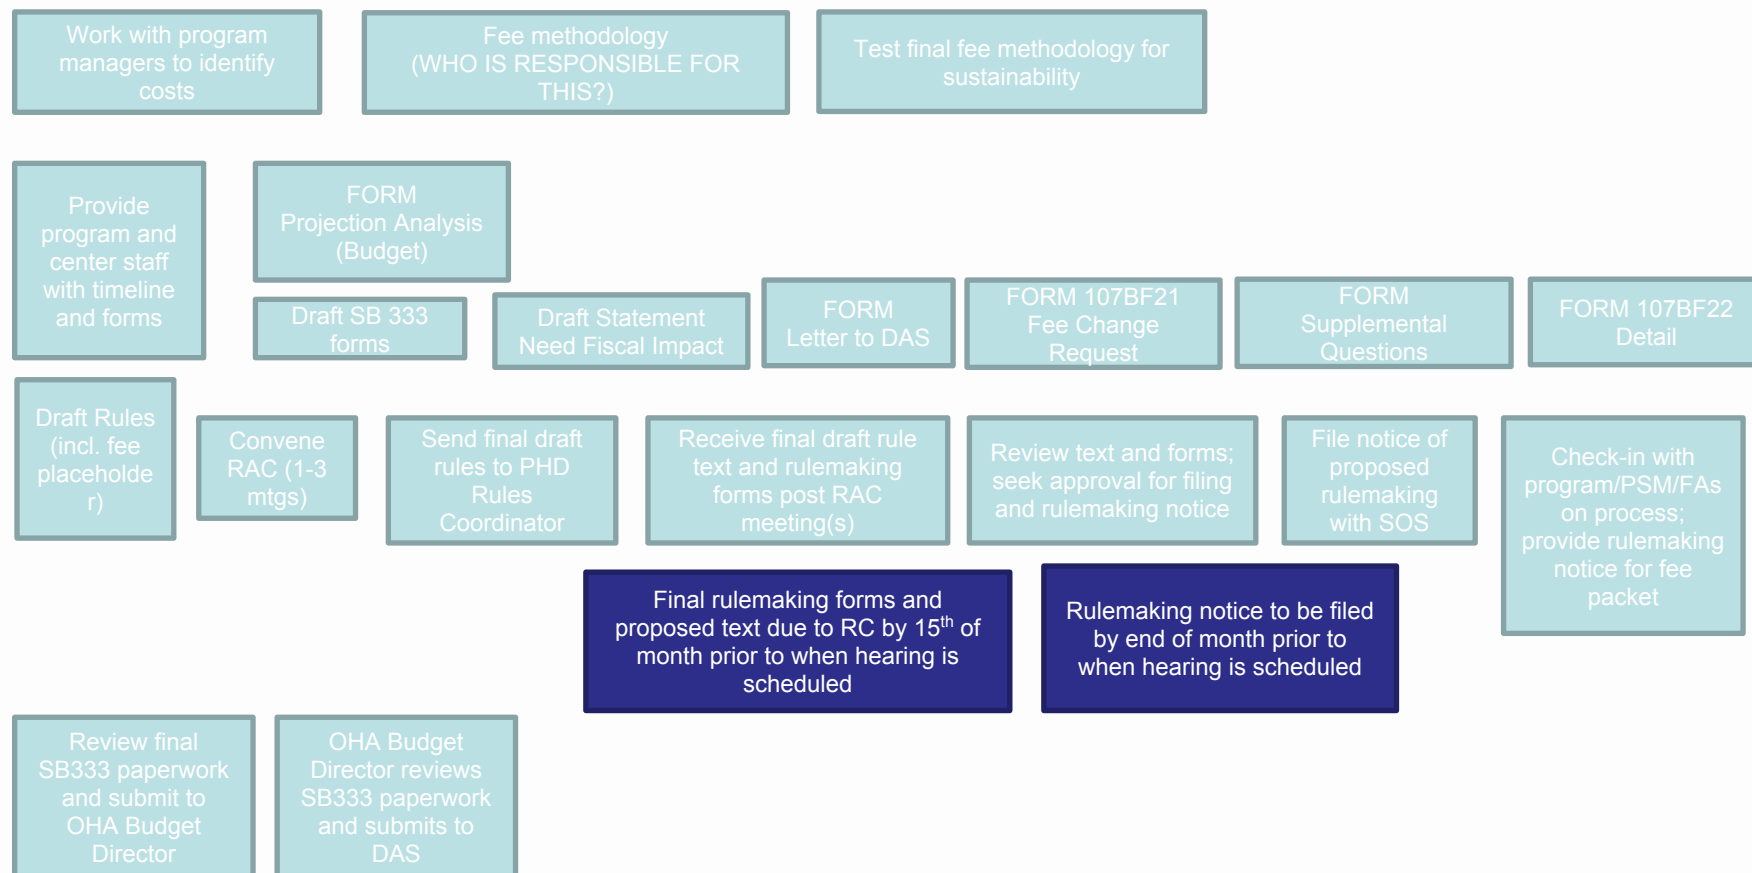 Work with program
managers to identify
costs
Fee methodology
(WHO IS RESPONSIBLE FOR
THIS?)
Test final fee methodology for
sustainability
Provide
program and
center staff
with timeline
and forms
FORM
Projection Analysis
(Budget)
Draft SB 333
forms
Draft Statement
Need Fiscal Impact
FORM
Letter to DAS
FORM 107BF21
Fee Change
Request
FORM
Supplemental
Questions
FORM 107BF22
Detail
Draft Rules
(incl. fee
placeholde
r)
Convene
RAC (1-3
mtgs)
Send final draft
rules to PHD
Rules
Coordinator
Receive final draft rule
text and rulemaking
forms post RAC
meeting(s)
Review text and forms;
seek approval for filing
and rulemaking notice
File notice of
proposed
rulemaking
with SOS
Check-in with
program/PSM/FAs
on process;
provide rulemaking
notice for fee
packet
Final rulemaking forms and
proposed text due to RC by 15th of
month prior to when hearing is
scheduled
Rulemaking notice to be filed
by end of month prior to
when hearing is scheduled
Review final
SB333 paperwork
and submit to
OHA Budget
Director
OHA Budget
Director reviews
SB333 paperwork
and submits to
DAS